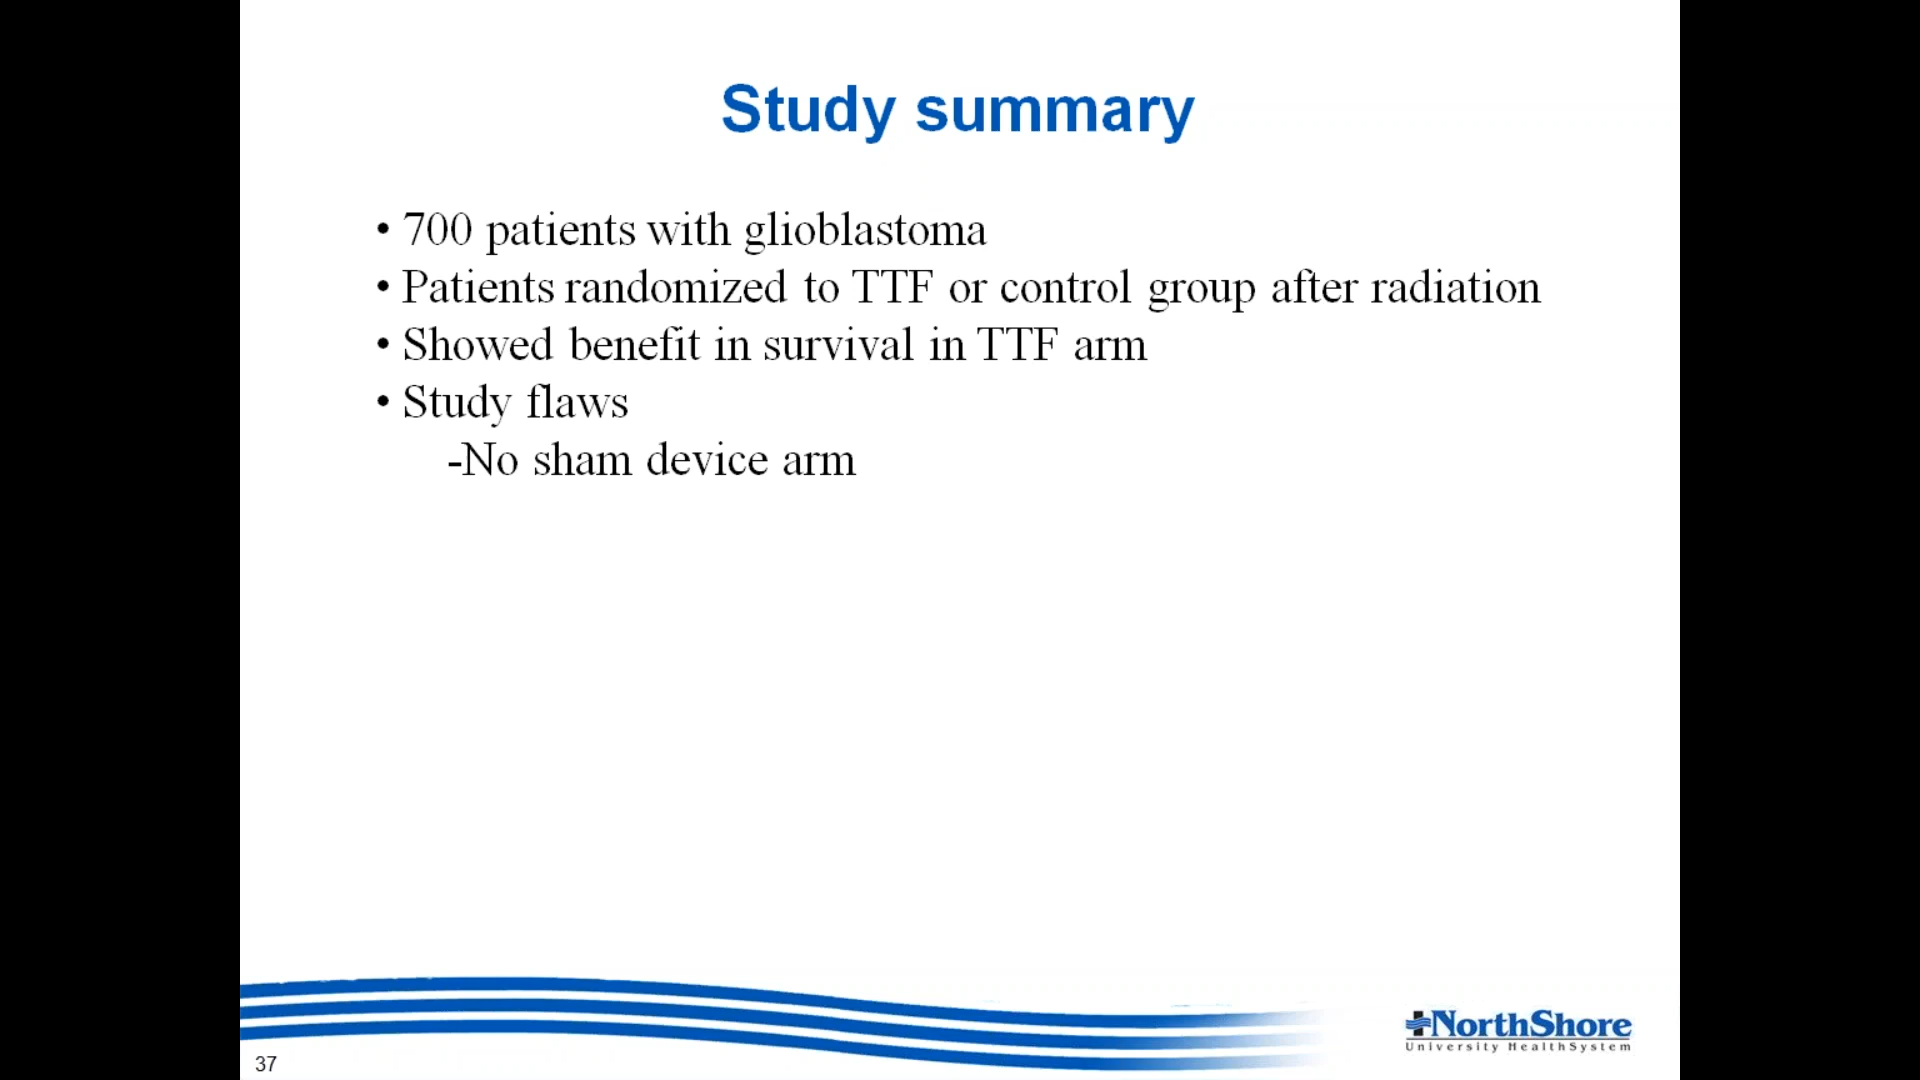 Study summary
• 700 patients with glioblastoma
• Patients randomized to TTF or control group after radiation
• Showed benefit in survival in TTF arm
• Study flaws
-No sham device arm
NorthShore
University HealthSystem
37